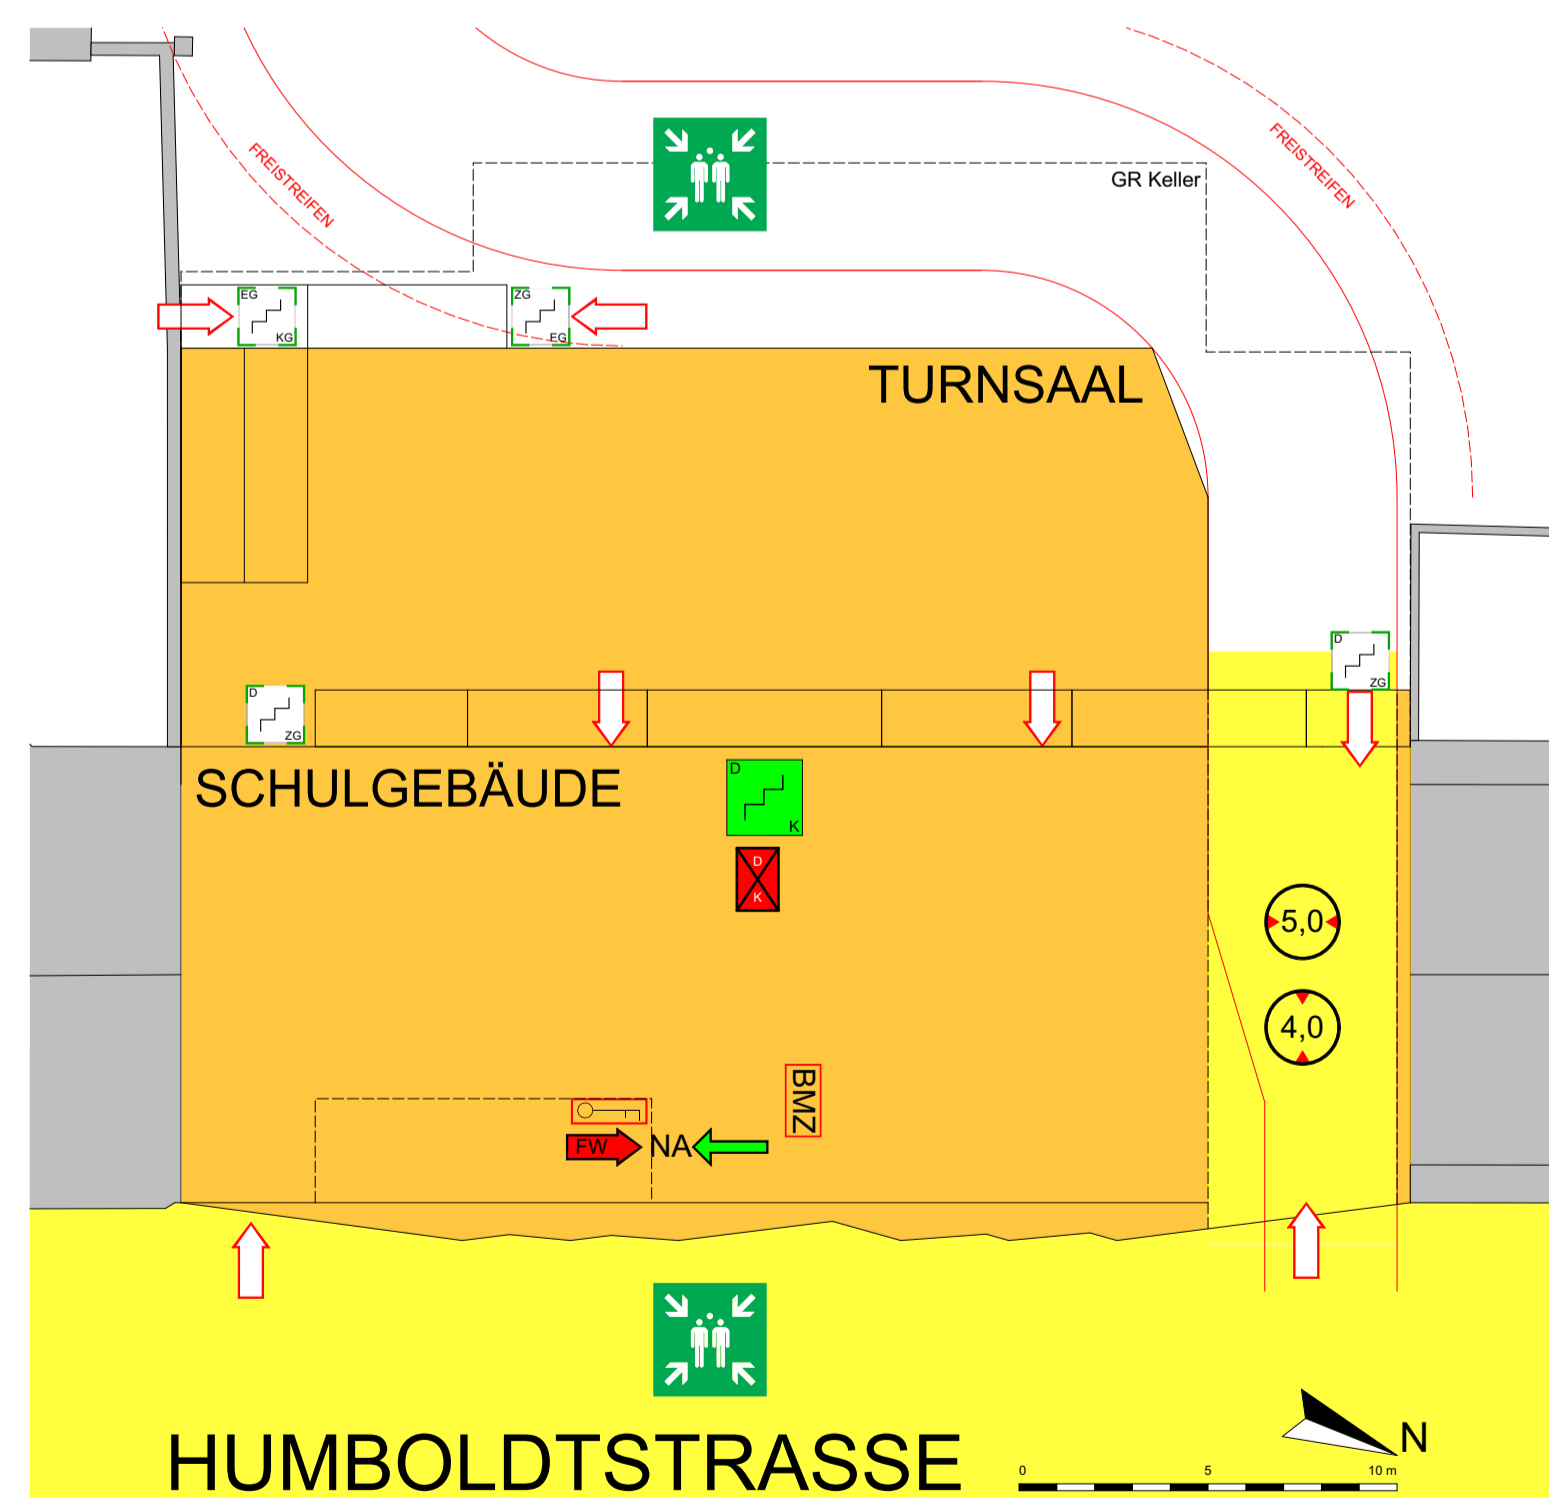 FREISTREIFEN
FREISTREIFEN
GR Keller
EG
KG
ZG
EG
TURNSAAL
D
ZG
D
ZG
SCHULGEBÄUDE
D
K
D
K
5,0
4,0
BMZ
FW
NA
HUMBOLDTSTRASSE
N
0 5 10 m